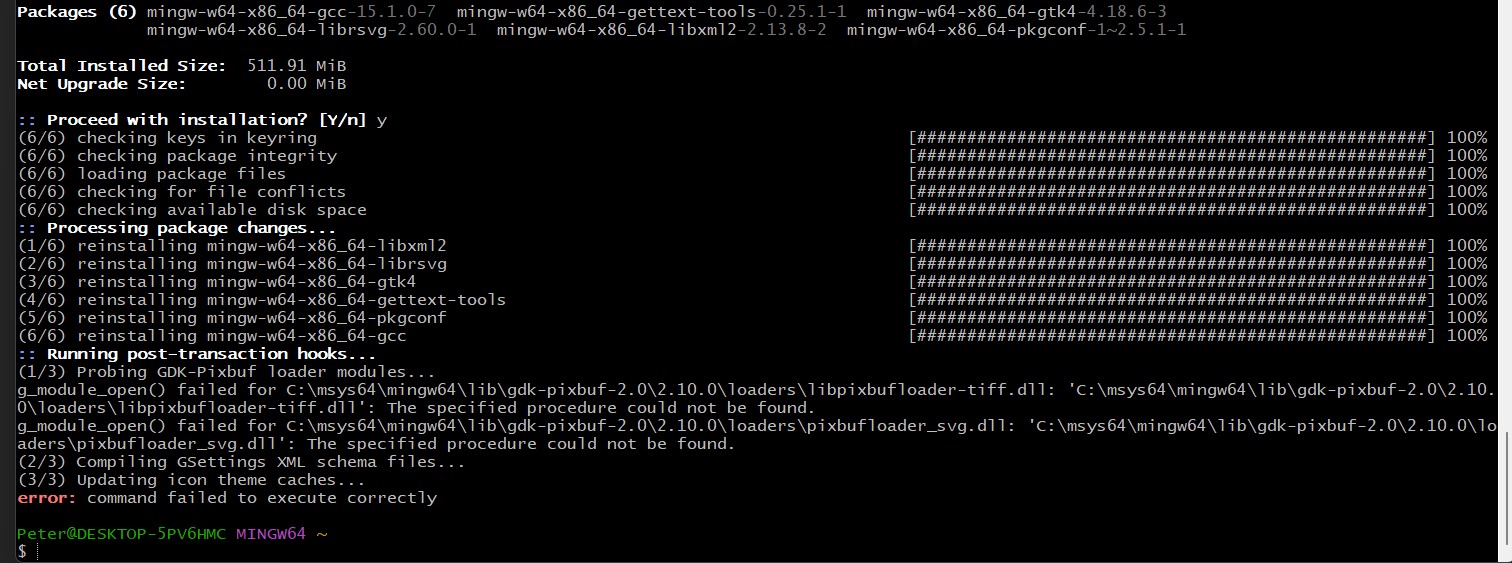 Packages (6) mingw-w64-x86_64-gcc-15.1.0-7  mingw-w64-x86_64-gettext-tools-0.25.1-1  mingw-w64-x86_64-gtk4-4.18.6-3
             mingw-w64-x86_64-librsvg-2.60.0-1  mingw-w64-x86_64-libxml2-2.13.8-2  mingw-w64-x86_64-pkgconf-1~2.5.1-1
Total Installed Size:  511.91 MiB
Net Upgrade Size:        0.00 MiB
:: Proceed with installation? [Y/n] y
(6/6) checking keys in keyring [###################################################] 100%
(6/6) checking package integrity [###################################################] 100%
(6/6) loading package files [###################################################] 100%
(6/6) checking for file conflicts [###################################################] 100%
(6/6) checking available disk space [###################################################] 100%
:: Processing package changes...
(1/6) reinstalling mingw-w64-x86_64-libxml2 [###################################################] 100%
(2/6) reinstalling mingw-w64-x86_64-librsvg [###################################################] 100%
(3/6) reinstalling mingw-w64-x86_64-gtk4 [###################################################] 100%
(4/6) reinstalling mingw-w64-x86_64-gettext-tools [###################################################] 100%
(5/6) reinstalling mingw-w64-x86_64-pkgconf [###################################################] 100%
(6/6) reinstalling mingw-w64-x86_64-gcc [###################################################] 100%
:: Running post-transaction hooks...
(1/3) Probing GDK-Pixbuf loader modules...
g_module_open() failed for C:\msys64\mingw64\lib\gdk-pixbuf-2.0\2.10.0\loaders\libpixbufloader-tiff.dll: 'C:\msys64\mingw64\lib\gdk-pixbuf-2.0\2.10.
0\loaders\libpixbufloader-tiff.dll': The specified procedure could not be found.
g_module_open() failed for C:\msys64\mingw64\lib\gdk-pixbuf-2.0\2.10.0\loaders\pixbufloader_svg.dll: 'C:\msys64\mingw64\lib\gdk-pixbuf-2.0\2.10.0\lo
aders\pixbufloader_svg.dll': The specified procedure could not be found.
(2/3) Compiling GSettings XML schema files...
(3/3) Updating icon theme caches...
error: command failed to execute correctly
Peter@DESKTOP-5PV6HMC MINGW64 ~
$